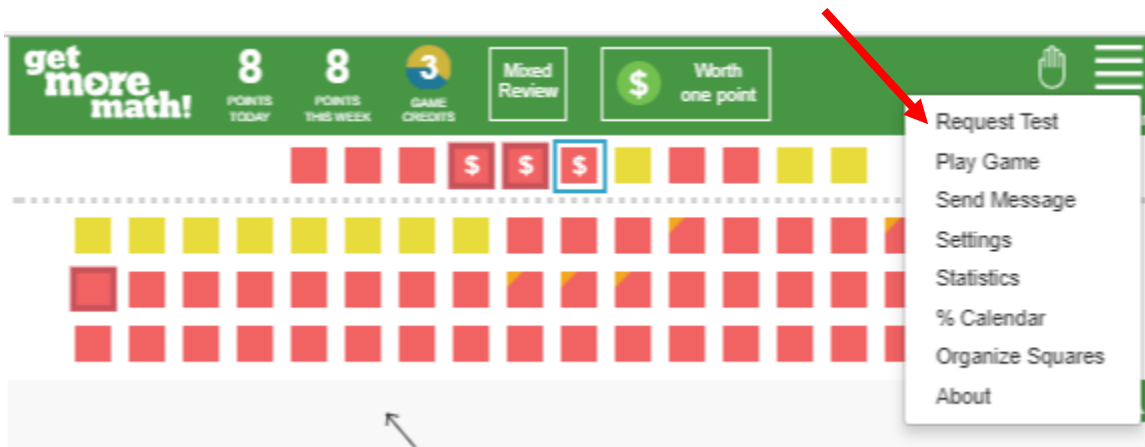 get
more
math!
8
POINTS
TODAY
8
POINTS
THIS WEEK
3
GAME
CREDITS
Mixed
Review
$
Worth
one point
$ $ $
Request Test
Play Game
Send Message
Settings
Statistics
% Calendar
Organize Squares
About